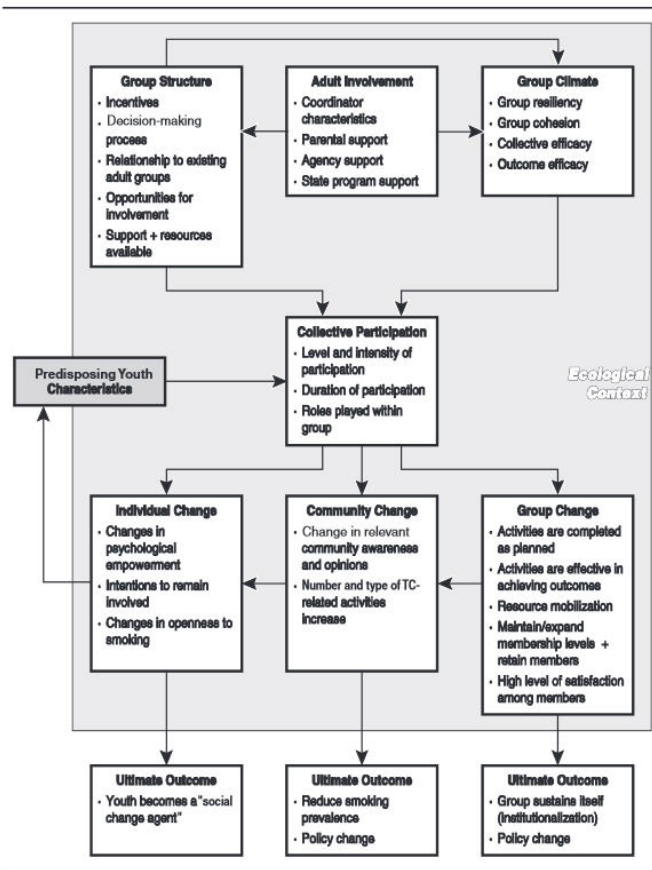 Group Structure
· Incentives
· Decision-making
process
· Relationship to existing
adult groups
· Opportunities for
involvement
· Support + resources
available
Adult Involvement
· Coordinator
characteristics
· Parental support
· Agency support
· State program support
Group Climate
· Group resiliency
· Group cohesion
· Collective efficacy
· Outcome efficacy
Collective Participation
· Level and intensity of
participation
· Duration of participation
· Roles played within
group
Predisposing Youth
Characteristics
Ecological
Context
Individual Change
· Changes in
psychological
empowerment
· Intentions to remain
involved
· Changes in openness to
smoking
Community Change
· Change in relevant
community awareness
and opinions
· Number and type of TC-
related activities
increase
Group Change
· Activities are completed
as planned
· Activities are effective in
achieving outcomes
· Resource mobilization
· Maintain/expand
membership levels +
retain members
· High level of satisfaction
among members
Ultimate Outcome
· Youth becomes a "social
change agent"
Ultimate Outcome
· Reduce smoking
prevalence
· Policy change
Ultimate Outcome
· Group sustains itself
(institutionalization)
· Policy change